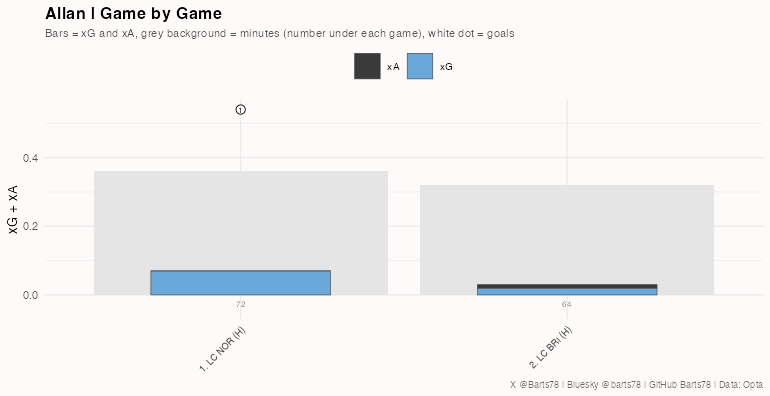 Allan | Game by Game
Bars = xG and xA, grey background = minutes (number under each game), white dot = goals
xA xG
1
xG + xA
0.4
0.2
0.0
72 64
1. LC NOR (H) 2. LC BRI (H)
X @Barts78 | Bluesky @barts78 | GitHub Barts78 | Data: Opta